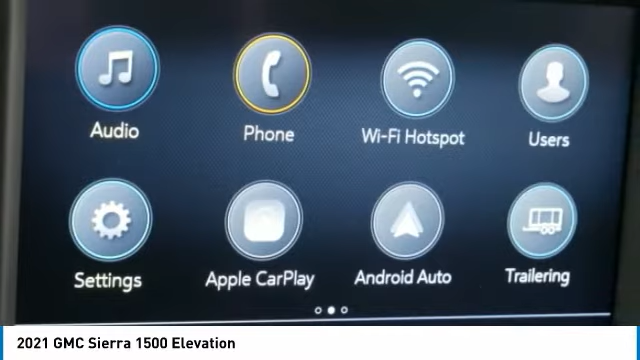 Audio Phone Wi-Fi Hotspot Users
Settings Apple CarPlay Android Auto Trailering
2021 GMC Sierra 1500 Elevation